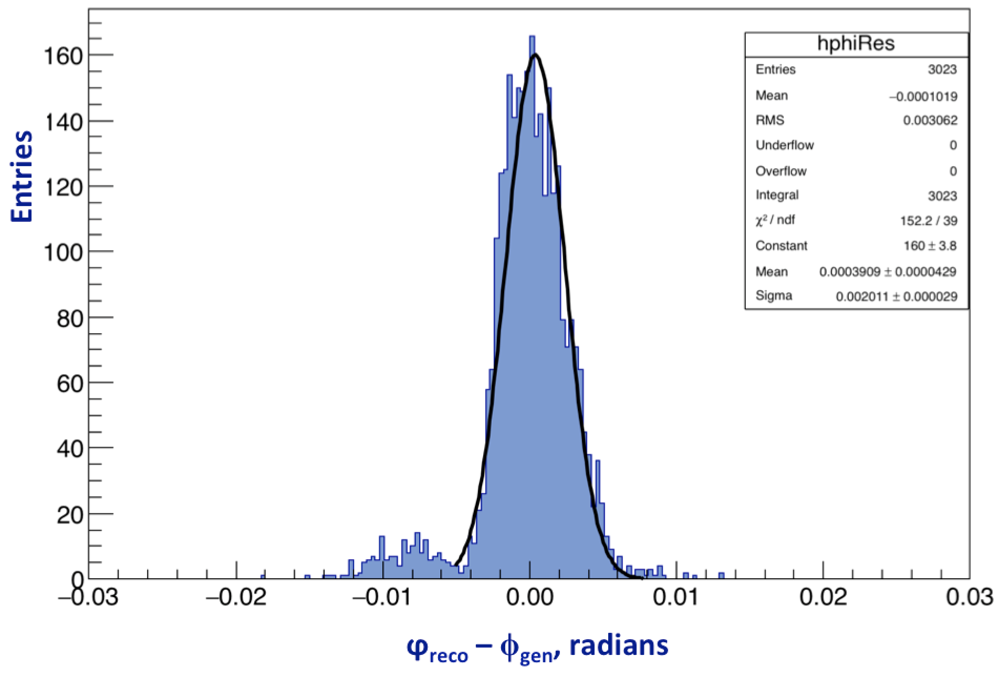 Entries
160
140
120
100
80
60
40
20
0
−0.03
−0.02
−0.01
0.00
0.01
0.02
0.03
φreco – ϕgen, radians
hphiRes
Entries 3023
Mean −0.0001019
RMS 0.003062
Underflow 0
Overflow 0
Integral 3023
χ² / ndf 152.2 / 39
Constant 160 ± 3.8
Mean 0.0003909 ± 0.0000429
Sigma 0.002011 ± 0.000029